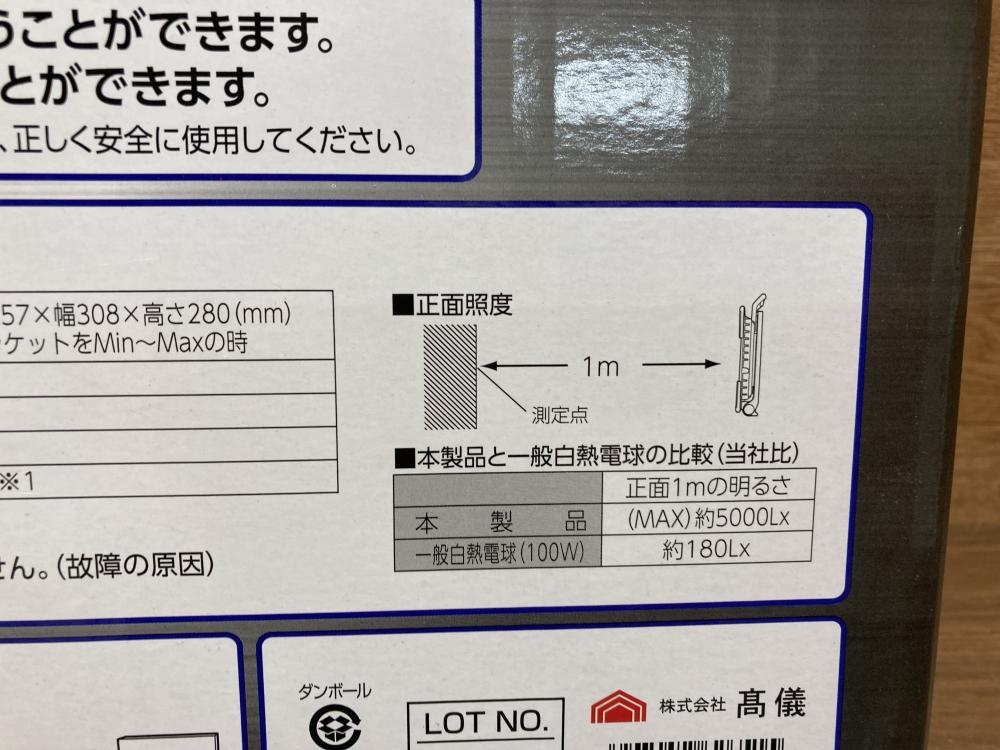 うことができます。
とができます。
、正しく安全に使用してください。
57×幅308×高さ280(mm)
ケットをMin～Maxの時
※1
せん。(故障の原因)
■正面照度
1m
測定点
■本製品と一般白熱電球の比較(当社比)
正面1mの明るさ
本製品 (MAX)約5000Lx
一般白熱電球(100W) 約180Lx
ダンボール
LOT NO.
株式会社 髙儀